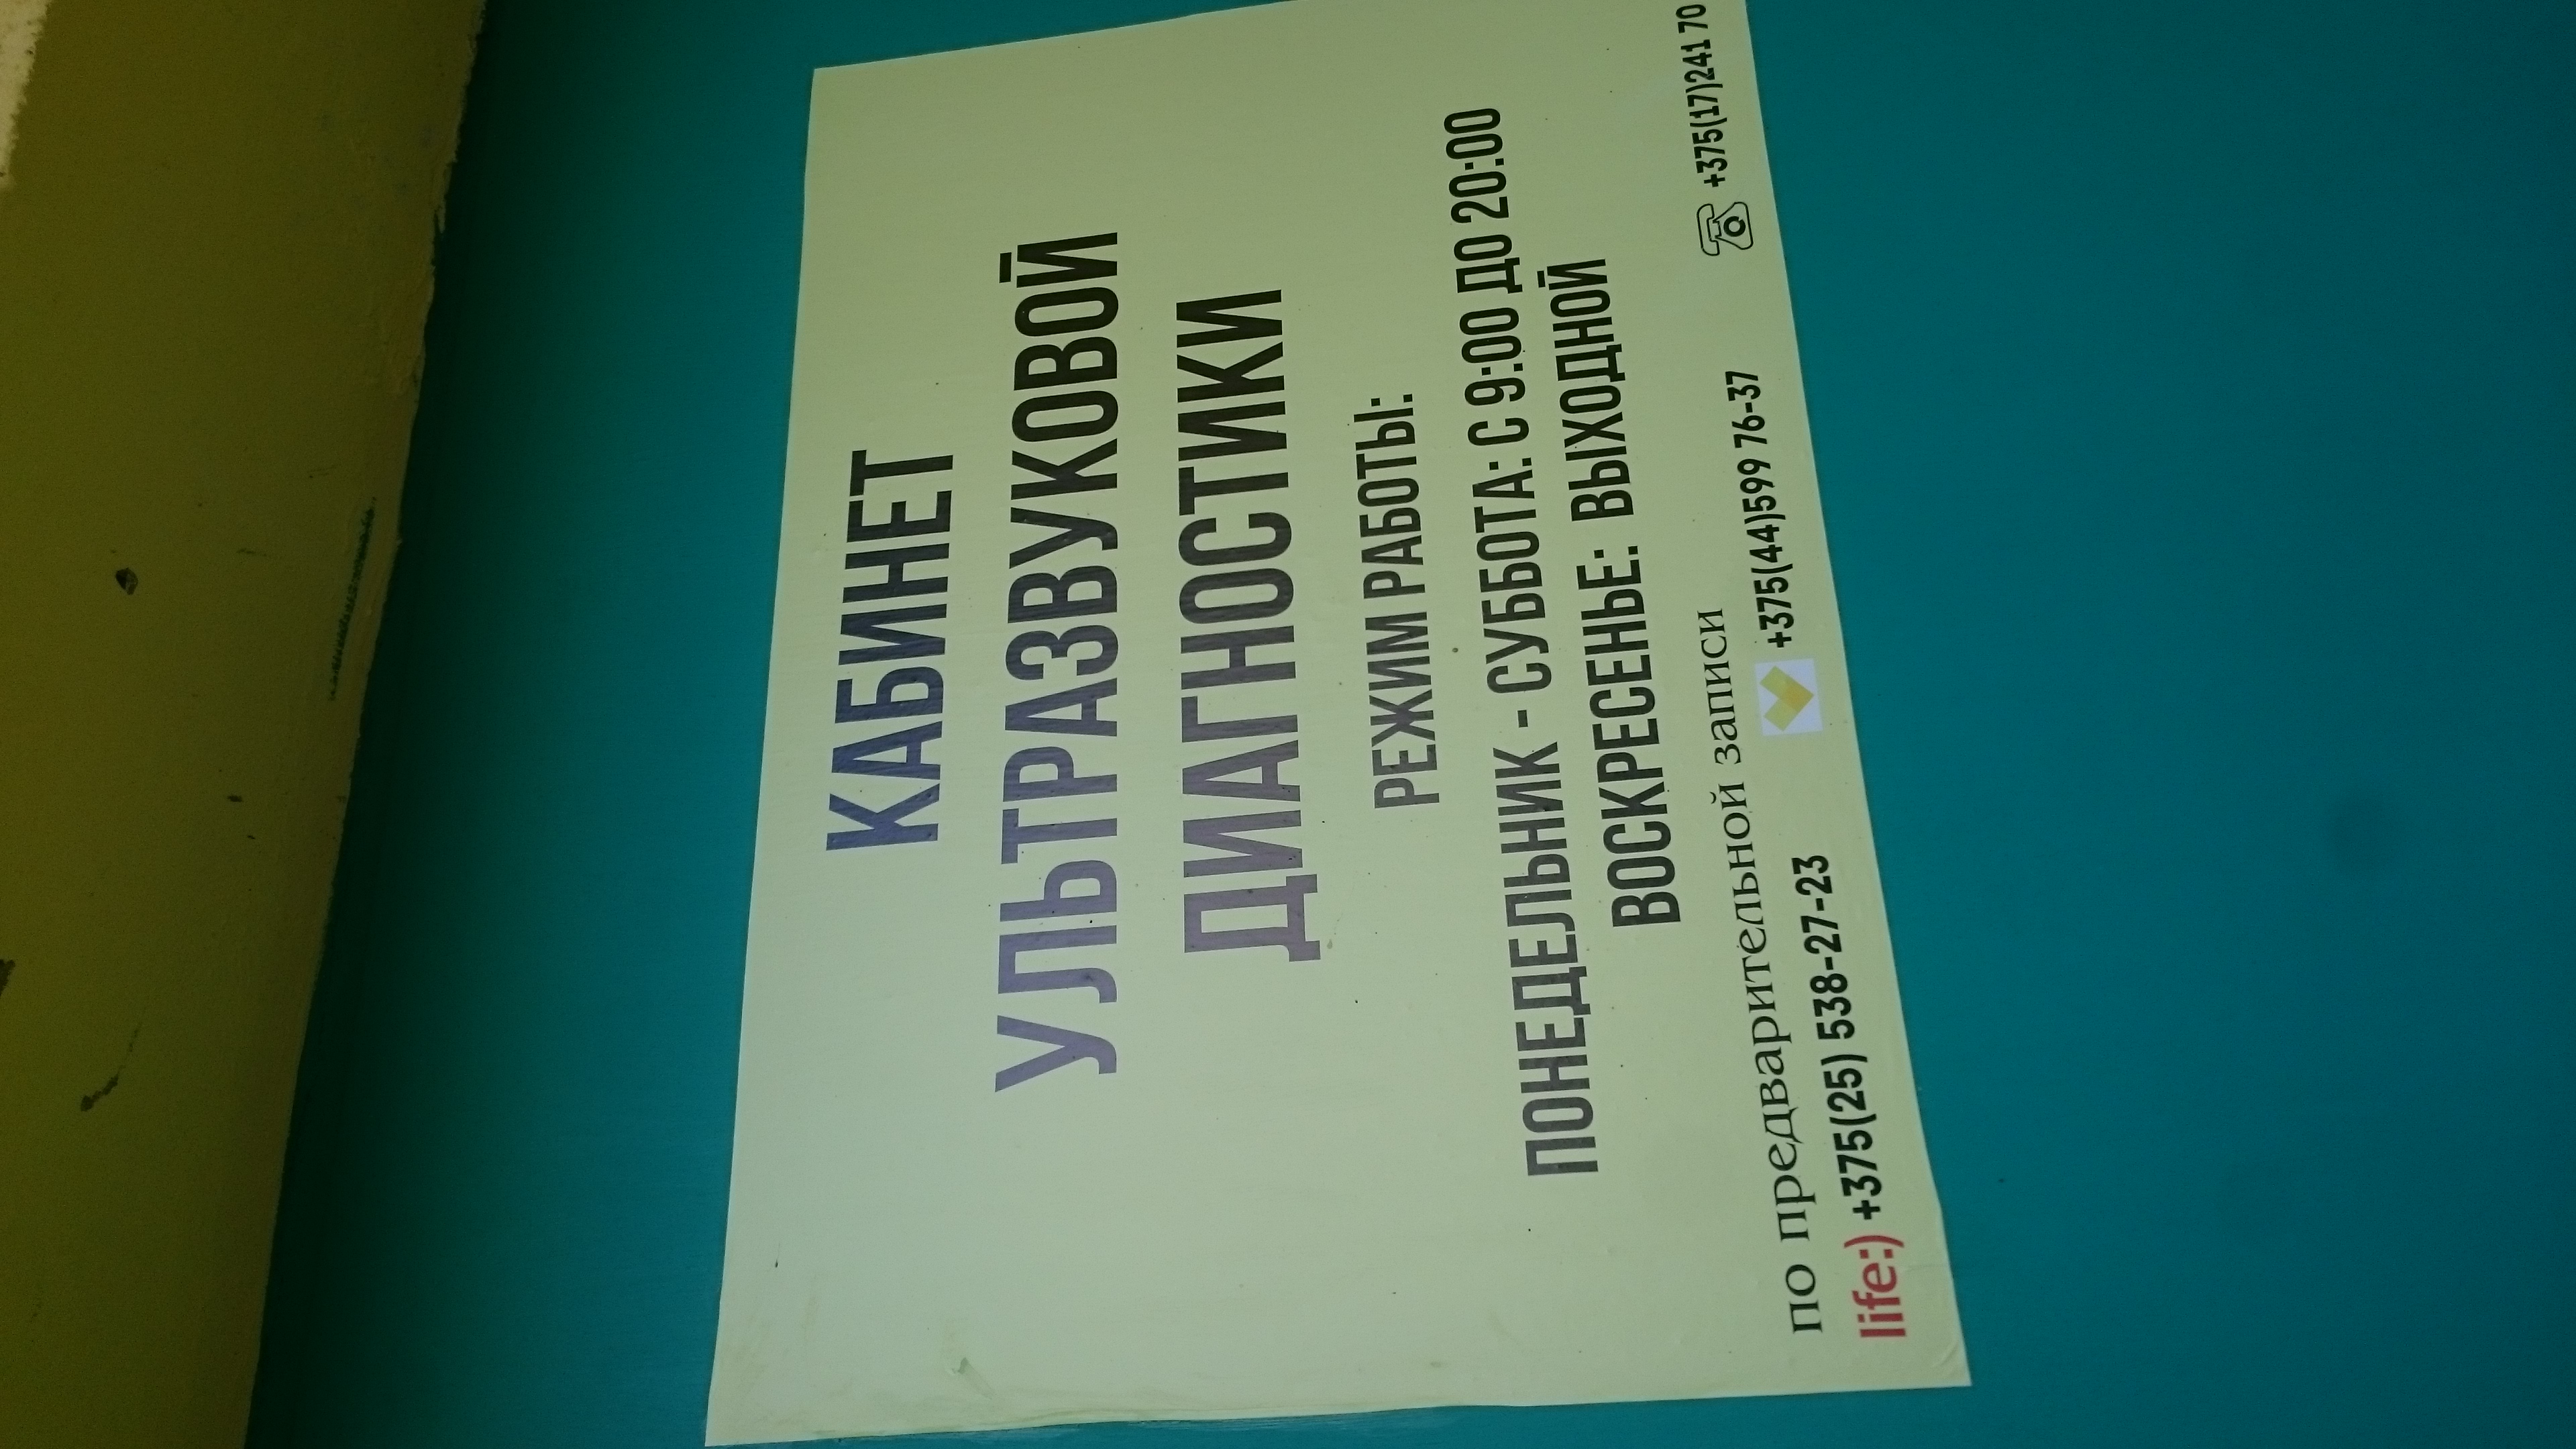 КАБИНЕТ
УЛЬТРАЗВУКОВОЙ
ДИАГНОСТИКИ
РЕЖИМ РАБОТЫ:
ПОНЕДЕЛЬНИК - СУББОТА: С 9:00 ДО 20:00
ВОСКРЕСЕНЬЕ: ВЫХОДНОЙ
по предварительной записи
life:) +375(25) 538-27-23 +375(44)599 76-37 +375(17)241 70